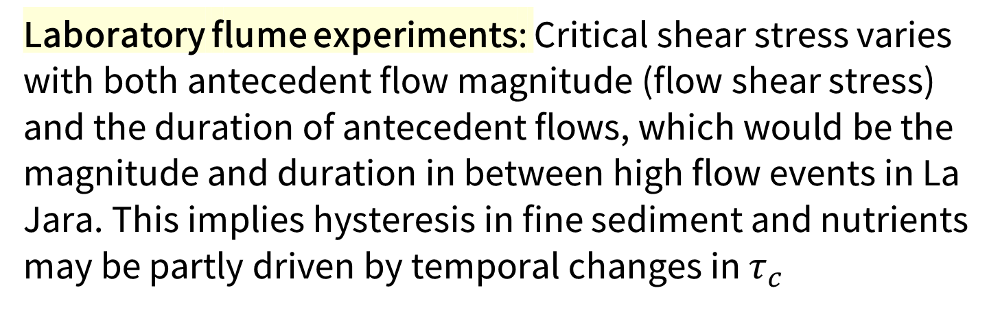 Laboratory flume experiments: Critical shear stress varies
with both antecedent flow magnitude (flow shear stress)
and the duration of antecedent flows, which would be the
magnitude and duration in between high flow events in La
Jara. This implies hysteresis in fine sediment and nutrients
may be partly driven by temporal changes in τc